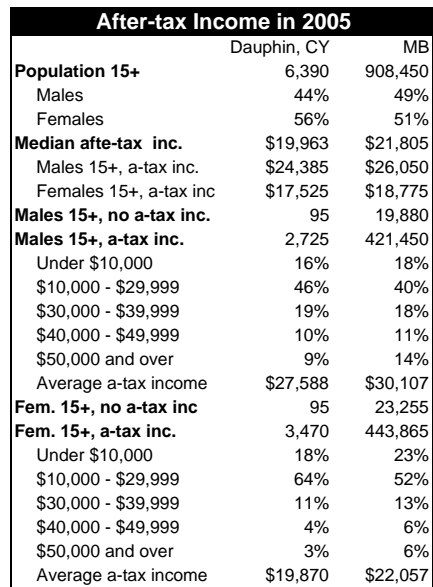 After-tax Income in 2005
Dauphin, CY MB
Population 15+ 6,390 908,450
Males 44% 49%
Females 56% 51%
Median afte-tax inc. $19,963 $21,805
Males 15+, a-tax inc. $24,385 $26,050
Females 15+, a-tax inc $17,525 $18,775
Males 15+, no a-tax inc. 95 19,880
Males 15+, a-tax inc. 2,725 421,450
Under $10,000 16% 18%
$10,000 - $29,999 46% 40%
$30,000 - $39,999 19% 18%
$40,000 - $49,999 10% 11%
$50,000 and over 9% 14%
Average a-tax income $27,588 $30,107
Fem. 15+, no a-tax inc 95 23,255
Fem. 15+, a-tax inc. 3,470 443,865
Under $10,000 18% 23%
$10,000 - $29,999 64% 52%
$30,000 - $39,999 11% 13%
$40,000 - $49,999 4% 6%
$50,000 and over 3% 6%
Average a-tax income $19,870 $22,057